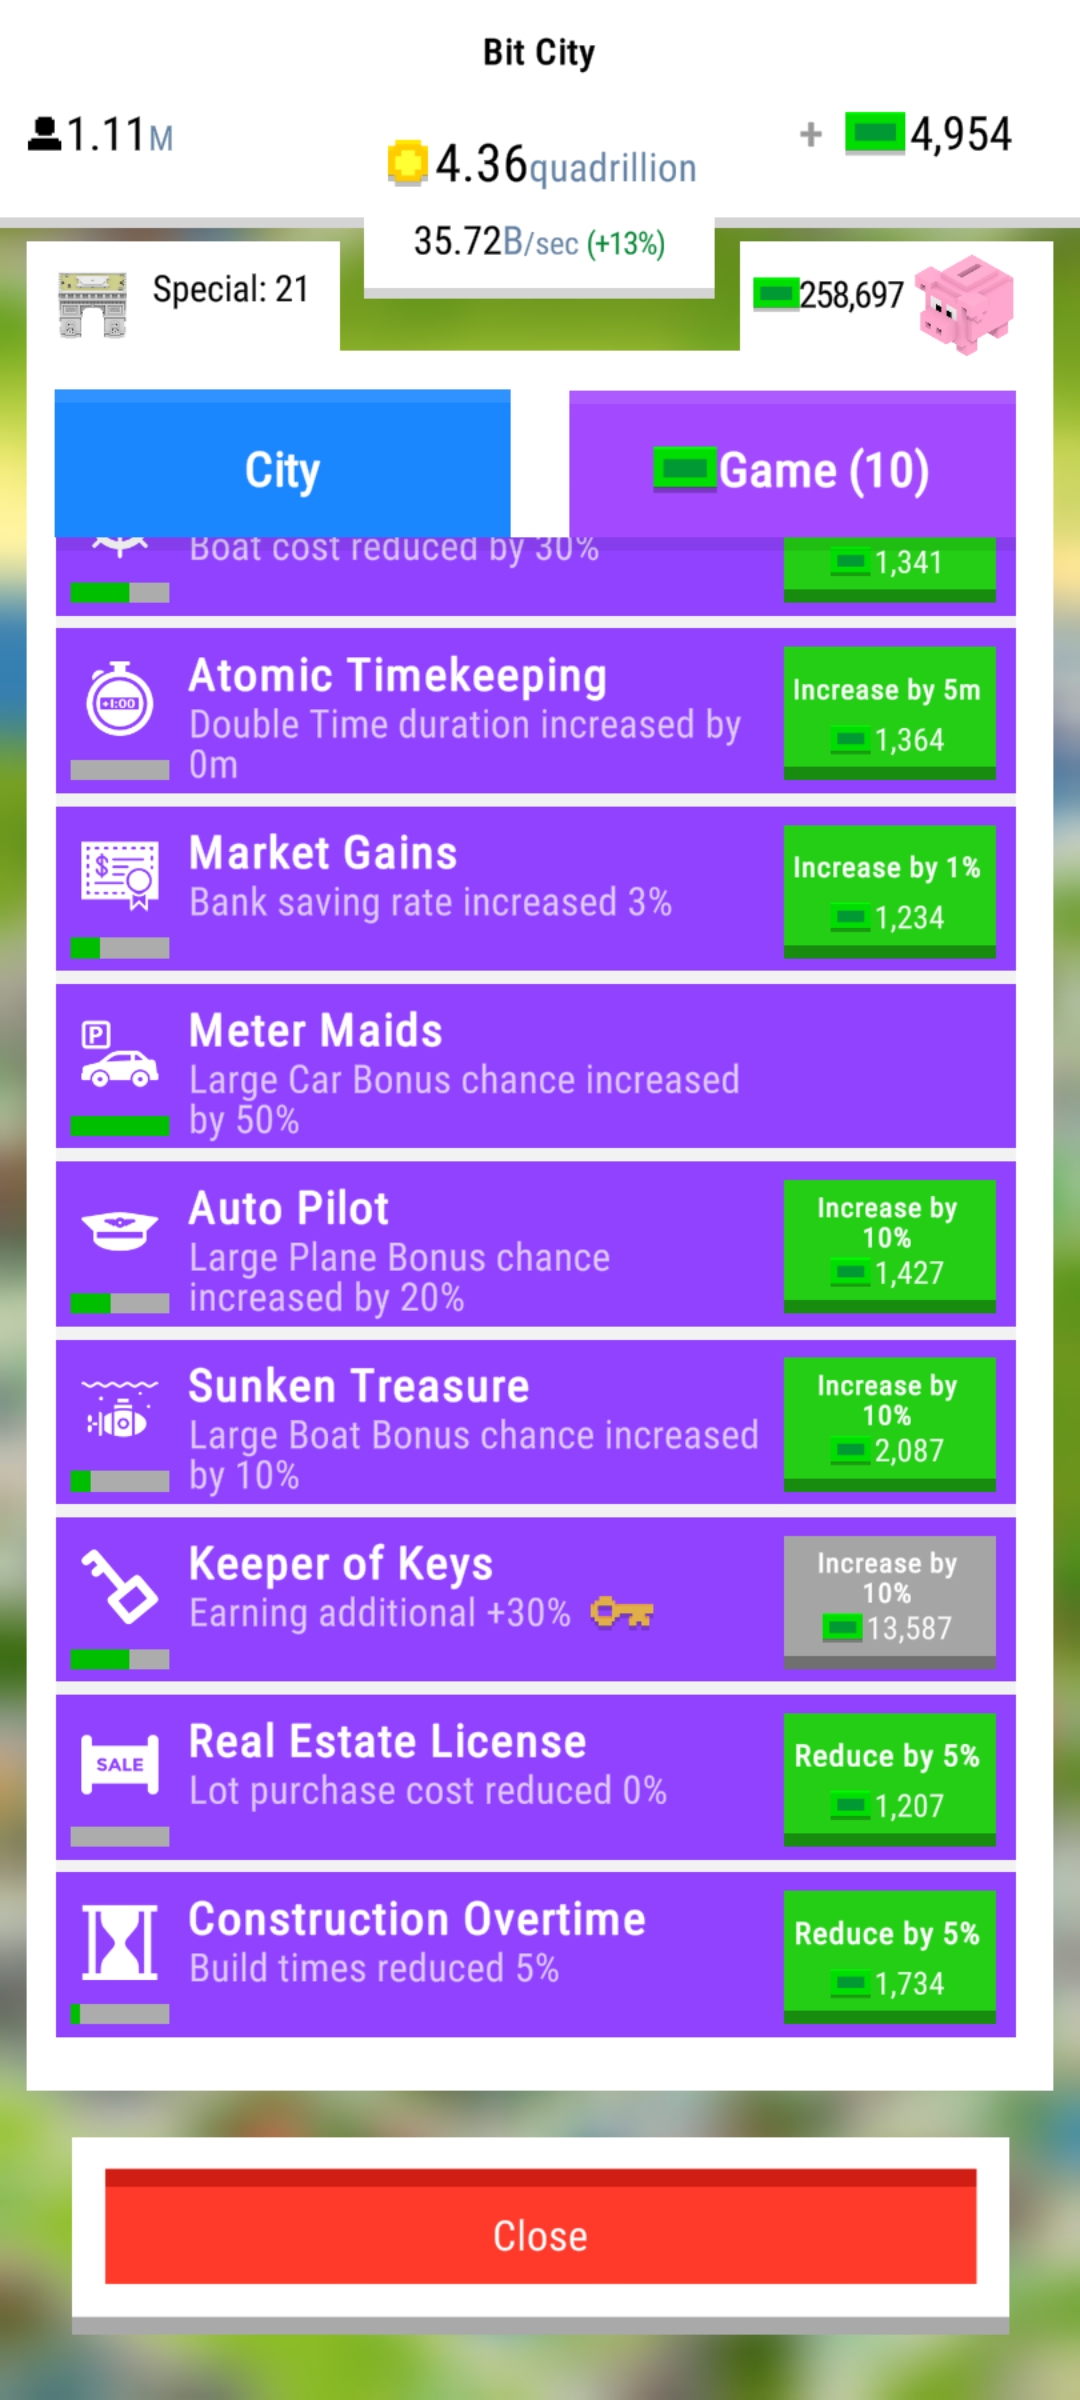 Bit City
1.11M
4.36quadrillion
+ 4,954
35.72B/sec (+13%)
Special: 21
258,697
City
Game (10)
Boat cost reduced by 30%
1,341
Atomic Timekeeping
Double Time duration increased by
0m
Increase by 5m
1,364
Market Gains
Bank saving rate increased 3%
Increase by 1%
1,234
Meter Maids
Large Car Bonus chance increased
by 50%
Auto Pilot
Large Plane Bonus chance
increased by 20%
Increase by
10%
1,427
Sunken Treasure
Large Boat Bonus chance increased
by 10%
Increase by
10%
2,087
Keeper of Keys
Earning additional +30%
Increase by
10%
13,587
SALE
Real Estate License
Lot purchase cost reduced 0%
Reduce by 5%
1,207
Construction Overtime
Build times reduced 5%
Reduce by 5%
1,734
Close